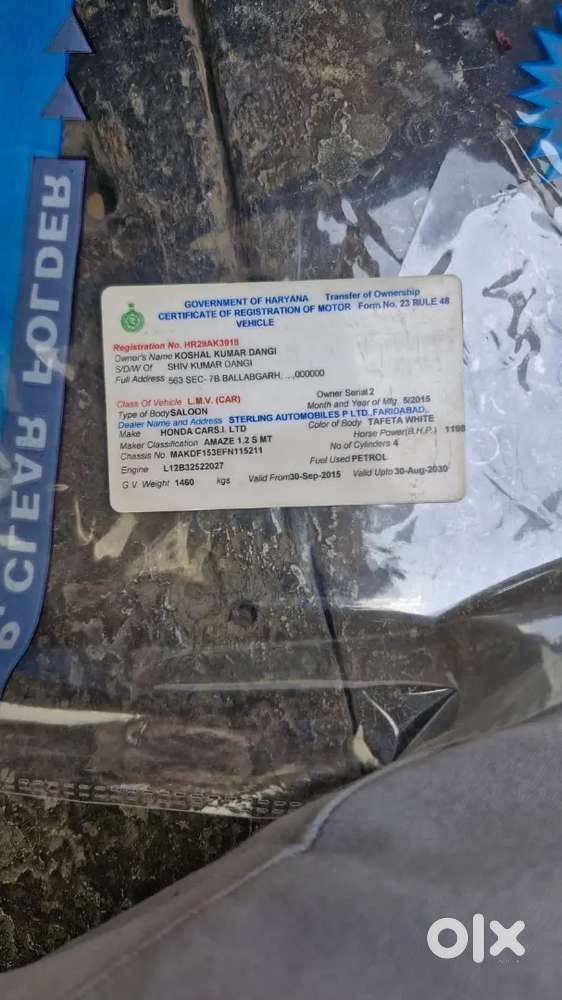 GOVERNMENT OF HARYANA Transfer of Ownership
CERTIFICATE OF REGISTRATION OF MOTOR Form No. 23 RULE 48
VEHICLE
Registration No. HR29AK3918
Owner's Name KOSHAL KUMAR DANGI
S/D/W Of SHIV KUMAR DANGI
Full Address 563 SEC- 7B BALLABGARH, ...,000000
Owner Serial 2
Class Of Vehicle L.M.V. (CAR)
Month and Year of Mfg. 5/2015
Type of Body SALOON
Dealer Name and Address STERLING AUTOMOBILES P LTD.,FARIDABAD,
Color of Body TAFETA WHITE
Make HONDA CARS.I. LTD
Horse Power(B.H.P.) 1198
Maker Classification AMAZE 1.2 S MT
No of Cylinders 4
Chassis No MAKDF153EFN115211
Fuel Used PETROL
Engine L12B32522027
G.V. Weight 1460 kgs Valid From 30-Sep-2015 Valid Upto 30-Aug-2030
P. CLEAR FOLDER
olx